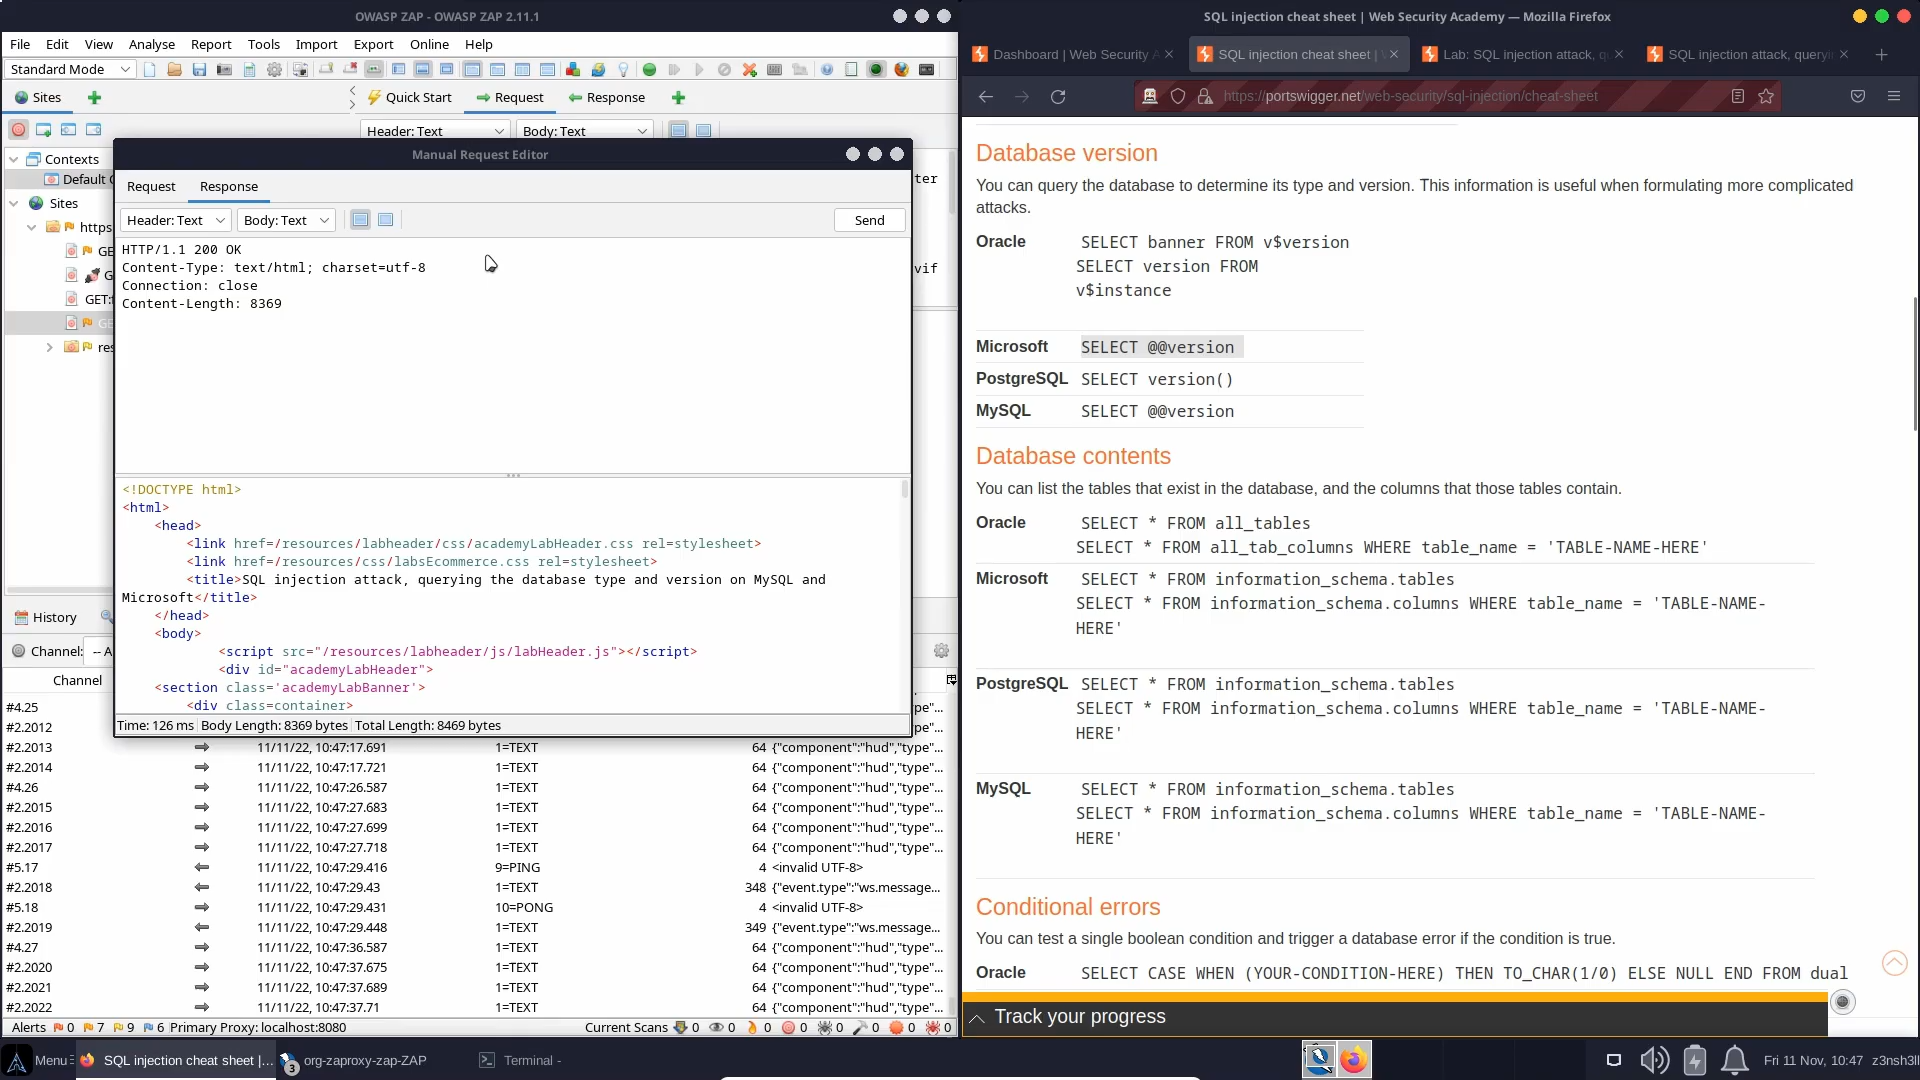 OWASP ZAP - OWASP ZAP 2.11.1
File Edit View Analyse Report Tools Import Export Online Help
Standard Mode
Sites
Quick Start
Request
Response
Header: Text
Body: Text
Contexts
Default
Sites
https
GET:
res
ter
vif
Manual Request Editor
Request
Response
Header: Text
Body: Text
Send
HTTP/1.1 200 OK
Content-Type: text/html; charset=utf-8
Connection: close
Content-Length: 8369
<!DOCTYPE html>
<html>
<head>
<link href=/resources/labheader/css/academyLabHeader.css rel=stylesheet>
<link href=/resources/css/labsEcommerce.css rel=stylesheet>
<title>SQL injection attack, querying the database type and version on MySQL and
Microsoft</title>
</head>
<body>
<script src="/resources/labheader/js/labHeader.js"></script>
<div id="academyLabHeader">
<section class='academyLabBanner'>
<div class=container>
Time: 126 ms Body Length: 8369 bytes Total Length: 8469 bytes
History
Channel: -- A
Channel
#4.25 pe"...
#2.2012 pe"...
#2.2013 11/11/22, 10:47:17.691 1=TEXT 64 {"component":"hud","type"...
#2.2014 11/11/22, 10:47:17.721 1=TEXT 64 {"component":"hud","type"...
#4.26 11/11/22, 10:47:26.587 1=TEXT 64 {"component":"hud","type"...
#2.2015 11/11/22, 10:47:27.683 1=TEXT 64 {"component":"hud","type"...
#2.2016 11/11/22, 10:47:27.699 1=TEXT 64 {"component":"hud","type"...
#2.2017 11/11/22, 10:47:27.718 1=TEXT 64 {"component":"hud","type"...
#5.17 11/11/22, 10:47:29.416 9=PING 4 <invalid UTF-8>
#2.2018 11/11/22, 10:47:29.43 1=TEXT 348 {"event.type":"ws.message...
#5.18 11/11/22, 10:47:29.431 10=PONG 4 <invalid UTF-8>
#2.2019 11/11/22, 10:47:29.448 1=TEXT 349 {"event.type":"ws.message...
#4.27 11/11/22, 10:47:36.587 1=TEXT 64 {"component":"hud","type"...
#2.2020 11/11/22, 10:47:37.675 1=TEXT 64 {"component":"hud","type"...
#2.2021 11/11/22, 10:47:37.689 1=TEXT 64 {"component":"hud","type"...
#2.2022 11/11/22, 10:47:37.71 1=TEXT 64 {"component":"hud","type"...
Alerts 0 7 9 6 Primary Proxy: localhost:8080 Current Scans 0 0 0 0 0 0 0 0
SQL injection cheat sheet | Web Security Academy — Mozilla Firefox
Dashboard | Web Security A
SQL injection cheat sheet |
Lab: SQL injection attack, q
SQL injection attack, queryin
https://portswigger.net/web-security/sql-injection/cheat-sheet
Database version
You can query the database to determine its type and version. This information is useful when formulating more complicated
attacks.
Oracle SELECT banner FROM v$version
SELECT version FROM
v$instance
Microsoft SELECT @@version
PostgreSQL SELECT version()
MySQL SELECT @@version
Database contents
You can list the tables that exist in the database, and the columns that those tables contain.
Oracle SELECT * FROM all_tables
SELECT * FROM all_tab_columns WHERE table_name = 'TABLE-NAME-HERE'
Microsoft SELECT * FROM information_schema.tables
SELECT * FROM information_schema.columns WHERE table_name = 'TABLE-NAME-
HERE'
PostgreSQL SELECT * FROM information_schema.tables
SELECT * FROM information_schema.columns WHERE table_name = 'TABLE-NAME-
HERE'
MySQL SELECT * FROM information_schema.tables
SELECT * FROM information_schema.columns WHERE table_name = 'TABLE-NAME-
HERE'
Conditional errors
You can test a single boolean condition and trigger a database error if the condition is true.
Oracle SELECT CASE WHEN (YOUR-CONDITION-HERE) THEN TO_CHAR(1/0) ELSE NULL END FROM dual
Track your progress
Menu
SQL injection cheat sheet |...
3
org-zaproxy-zap-ZAP
Terminal -
Fri 11 Nov, 10:47 z3nsh3ll